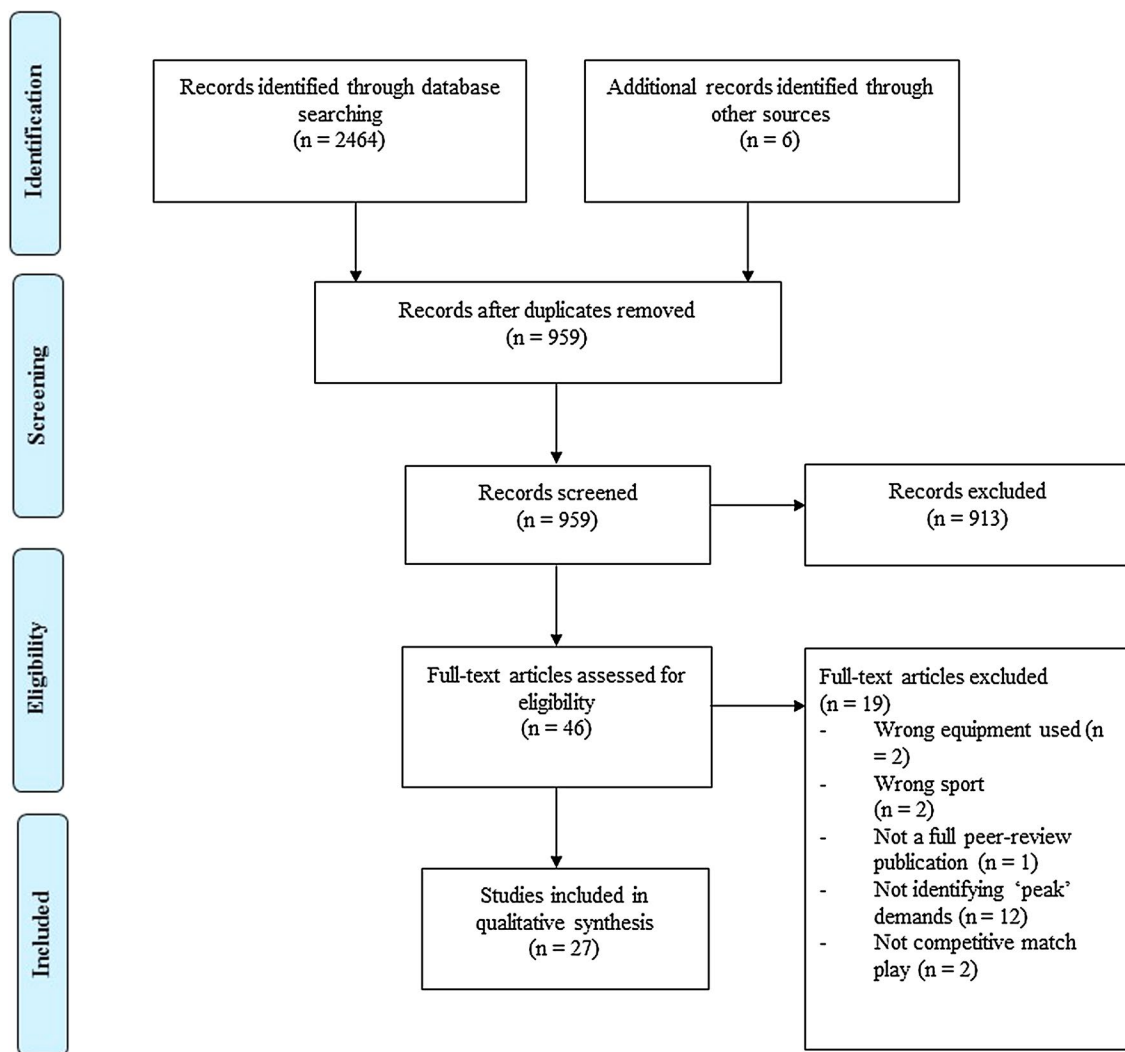 Identification
Records identified through database
searching
(n = 2464)
Additional records identified through
other sources
(n = 6)
Screening
Records after duplicates removed
(n = 959)
Records screened
(n = 959)
Records excluded
(n = 913)
Eligibility
Full-text articles assessed for
eligibility
(n = 46)
Full-text articles excluded
(n = 19)
- Wrong equipment used (n
= 2)
- Wrong sport
(n = 2)
- Not a full peer-review
publication (n = 1)
- Not identifying ‘peak’
demands (n = 12)
- Not competitive match
play (n = 2)
Included
Studies included in
qualitative synthesis
(n = 27)